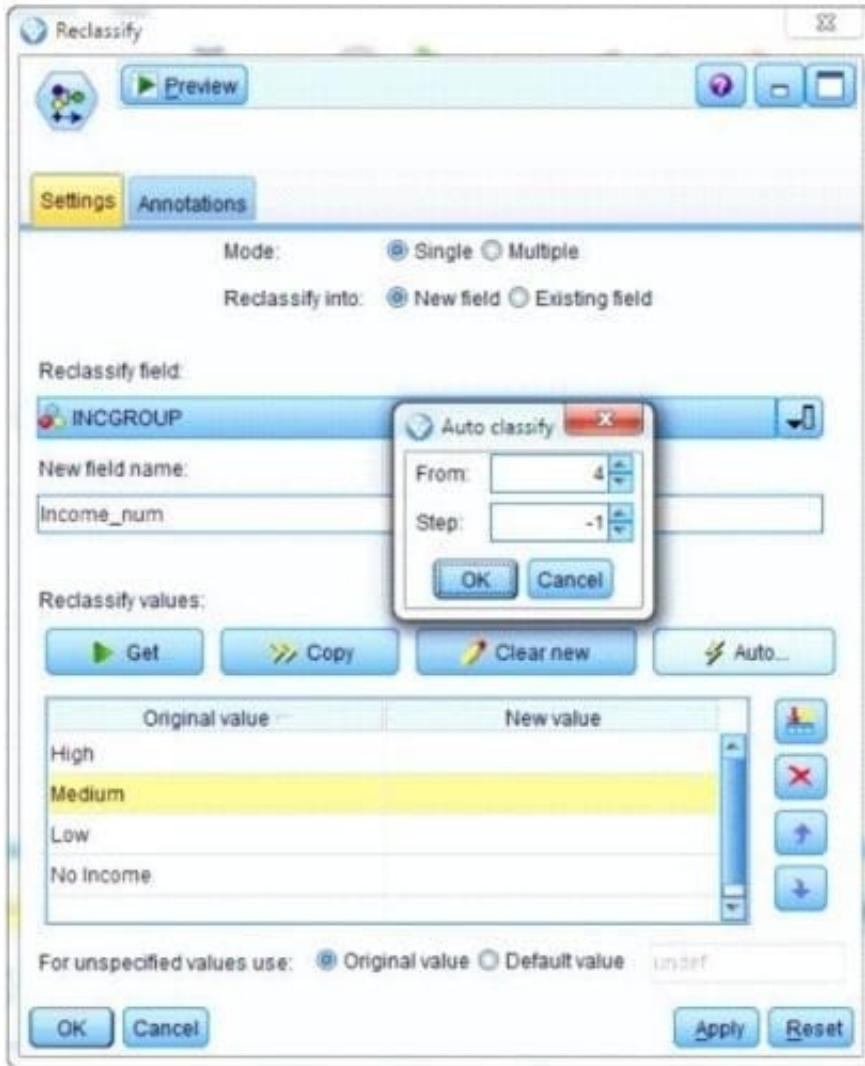 Reclassify
Preview
Settings Annotations
Mode: Single Multiple
Reclassify into: New field Existing field
Reclassify field:
INCGROUP
New field name:
Income_num
Auto classify
From: 4
Step: -1
OK Cancel
Reclassify values:
Get Copy Clear new Auto...
Original value New value
High
Medium
Low
No Income
For unspecified values use: Original value Default value undef
OK Cancel Apply Reset